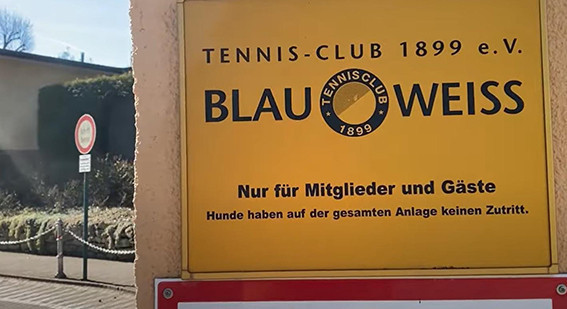 TENNIS-CLUB 1899 e.V.
BLAU WEISS
TENNISCLUB
1899
Nur für Mitglieder und Gäste
Hunde haben auf der gesamten Anlage keinen Zutritt.